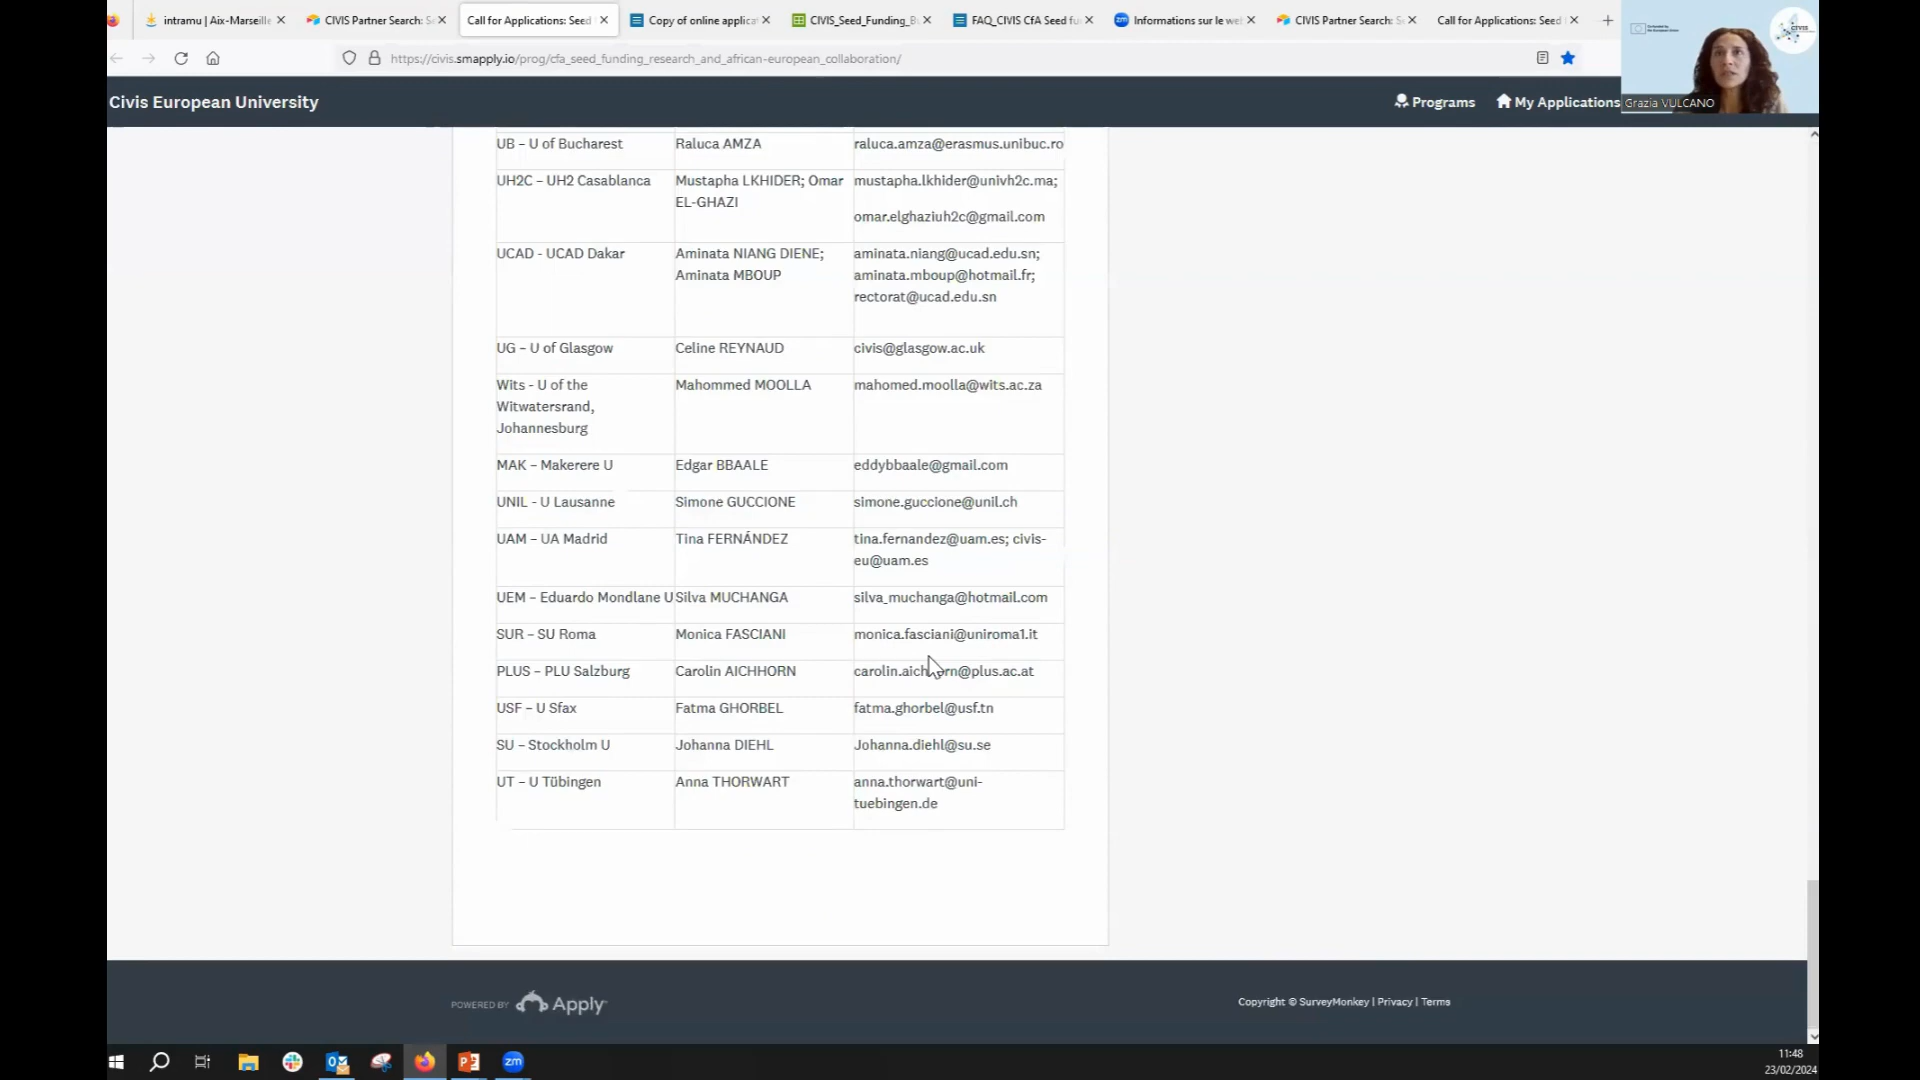 intramu | Aix-Marseille
CIVIS Partner Search: S
Call for Applications: Seed
Copy of online applica
CIVIS_Seed_Funding_B
FAQ_CIVIS CfA Seed fu
Informations sur le we
CIVIS Partner Search: S
Call for Applications: Seed
https://civis.smapply.io/prog/cfa_seed_funding_research_and_african-european_collaboration/
Civis European University
Programs
My Applications
Grazia VULCANO
CIVIS
UB – U of Bucharest Raluca AMZA raluca.amza@erasmus.unibuc.ro
UH2C – UH2 Casablanca Mustapha LKHIDER; Omar mustapha.lkhider@univh2c.ma;
EL-GHAZI
omar.elghaziuh2c@gmail.com
UCAD - UCAD Dakar Aminata NIANG DIENE; aminata.niang@ucad.edu.sn;
Aminata MBOUP aminata.mboup@hotmail.fr;
rectorat@ucad.edu.sn
UG – U of Glasgow Celine REYNAUD civis@glasgow.ac.uk
Wits - U of the Mahommed MOOLLA mahomed.moolla@wits.ac.za
Witwatersrand,
Johannesburg
MAK – Makerere U Edgar BBAALE eddybbaale@gmail.com
UNIL - U Lausanne Simone GUCCIONE simone.guccione@unil.ch
UAM – UA Madrid Tina FERNÁNDEZ tina.fernandez@uam.es; civis-
eu@uam.es
UEM – Eduardo Mondlane U Silva MUCHANGA silva_muchanga@hotmail.com
SUR – SU Roma Monica FASCIANI monica.fasciani@uniroma1.it
PLUS – PLU Salzburg Carolin AICHHORN
USF – U Sfax Fatma GHORBEL fatma.ghorbel@usf.tn
SU – Stockholm U Johanna DIEHL Johanna.diehl@su.se
UT – U Tübingen Anna THORWART anna.thorwart@uni-
tuebingen.de
POWERED BY Apply
Copyright © SurveyMonkey | Privacy | Terms
zm
11:48
23/02/2024